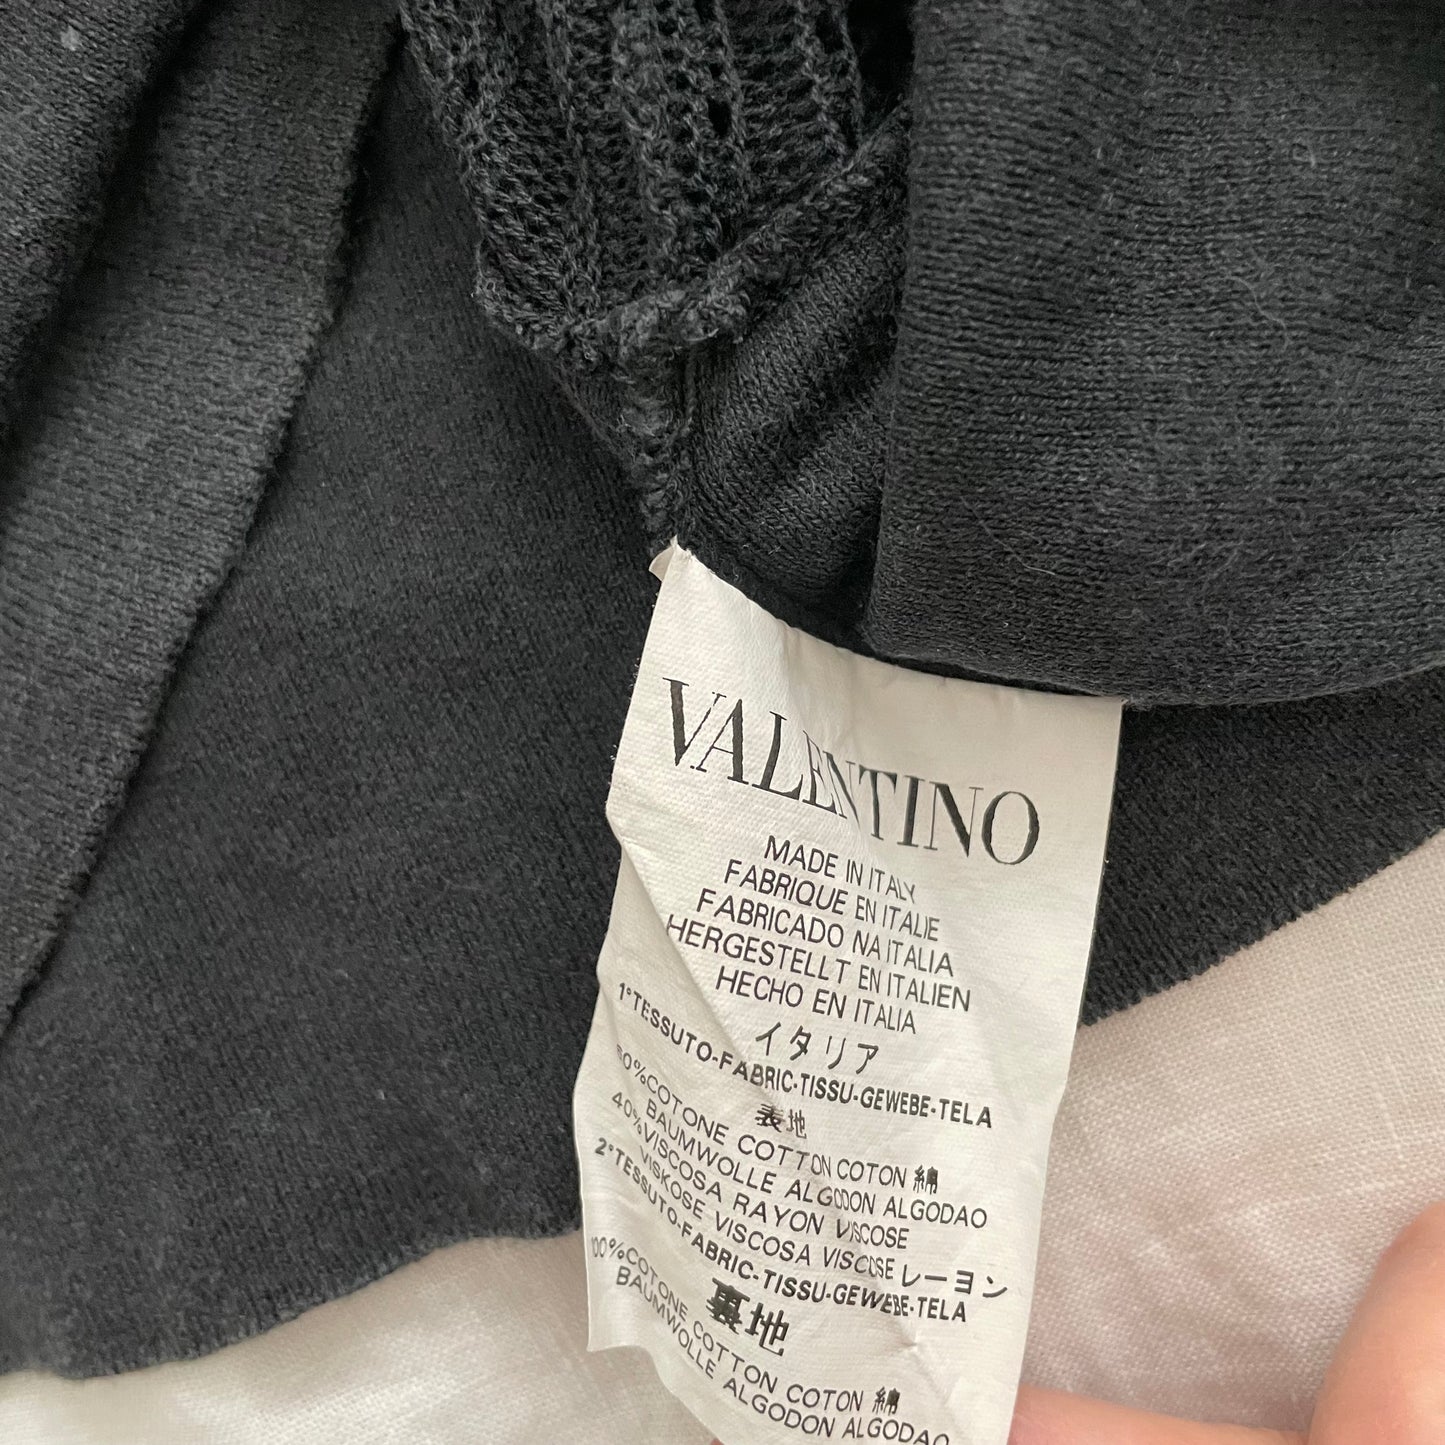 VALENTINO
MADE IN ITALY
FABRIQUE EN ITALIE
FABRICADO NA ITALIA
HERGESTELLT EN ITALIEN
HECHO EN ITALIA
イタリア
1°TESSUTO-FABRIC-TISSU-GEWEBE-TELA
表地
60%COTONE COTTON COTON 綿
BAUMWOLLE ALGODON ALGODAO
40%VISCOSA RAYON VISCOSE
VISKOSE VISCOSA VISCOSE レーヨン
2°TESSUTO-FABRIC-TISSU-GEWEBE-TELA
裏地
100%COTONE COTTON COTON 綿
BAUMWOLLE ALGODON ALGODAO